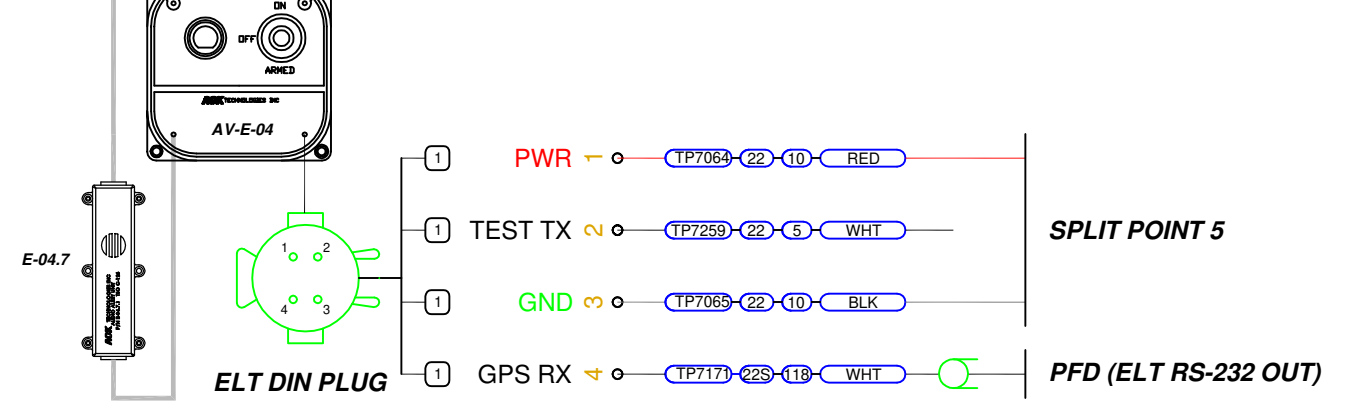 ON
OFF
ARMED
TECHNOLOGIES INC
AV-E-04
E-04.7
1 2
4 3
ELT DIN PLUG
1 PWR 1 TP7064 22 10 RED
1 TEST TX 2 TP7259 22 5 WHT
1 GND 3 TP7065 22 10 BLK
1 GPS RX 4 TP7171 22S 118 WHT
SPLIT POINT 5
PFD (ELT RS-232 OUT)